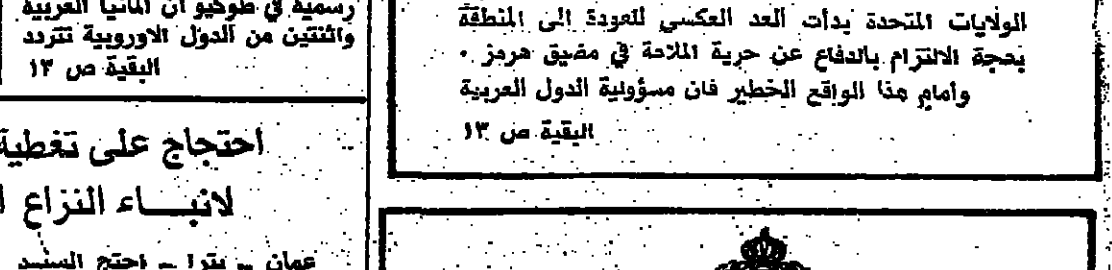 الولايات المتحدة بدأت العد العكسي للعودة الى المنطقة
بحجة الالتزام بالدفاع عن حرية الملاحة في مضيق هرمز .
وأمام هذا الواقع الخطير فان مسؤولية الدول العربية
البقية ص ١٣
رسمية في طوكيو ان المانيا الغربية
واثنتين من الدول الاوروبية تتردد
البقية ص ١٣
احتجاج على تغطية
لانبـــاء النزاع
عمان _ بترا _ احتج السيد